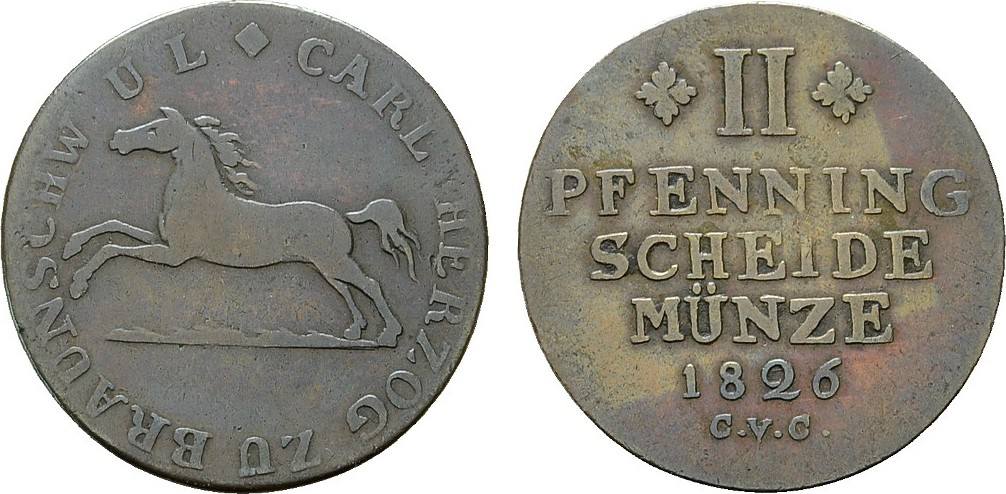 CARL HERZOG ZU BRAUNSCHW U L
II
PFENNING
SCHEIDE
MÜNZE
1826
C.v.C.